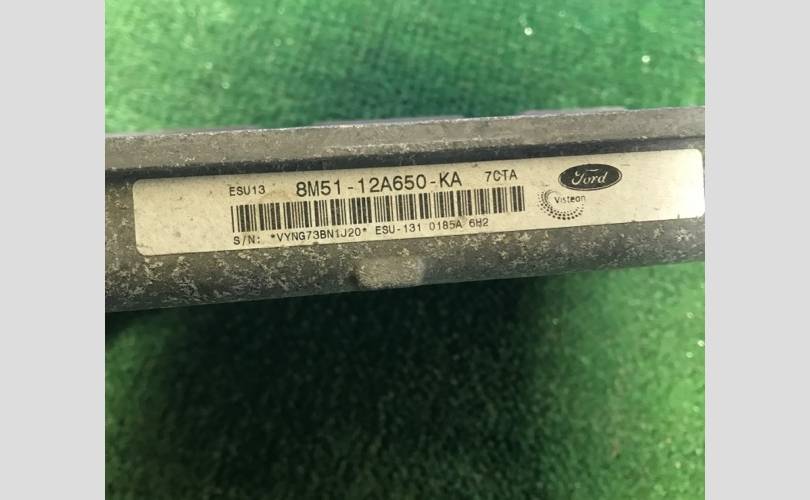 ESU13 8M51-12A650-KA 7CTA Ford
Visteon
S/N: *VYNG73BN1J20* ESU-131 0185A 6H2